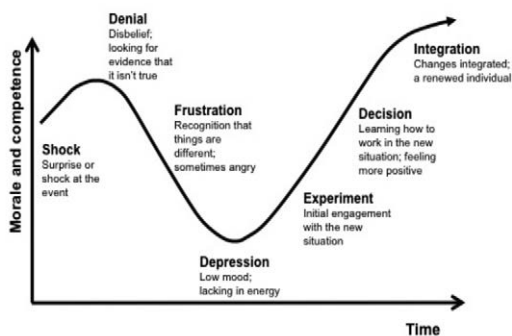 Morale and competence
Shock
Surprise or
shock at the
event
Denial
Disbelief;
looking for
evidence that
it isn't true
Frustration
Recognition that
things are
different;
sometimes angry
Depression
Low mood;
lacking in energy
Experiment
Initial engagement
with the new
situation
Decision
Learning how to
work in the new
situation; feeling
more positive
Integration
Changes integrated;
a renewed individual
Time